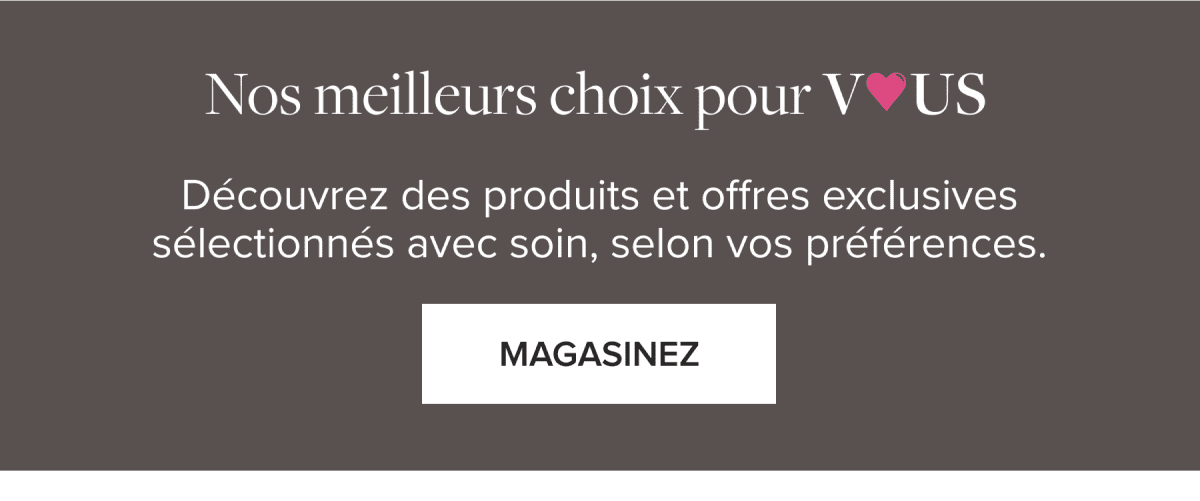 Nos meilleurs choix pour V♥US
Découvrez des produits et offres exclusives
sélectionnés avec soin, selon vos préférences.
MAGASINEZ